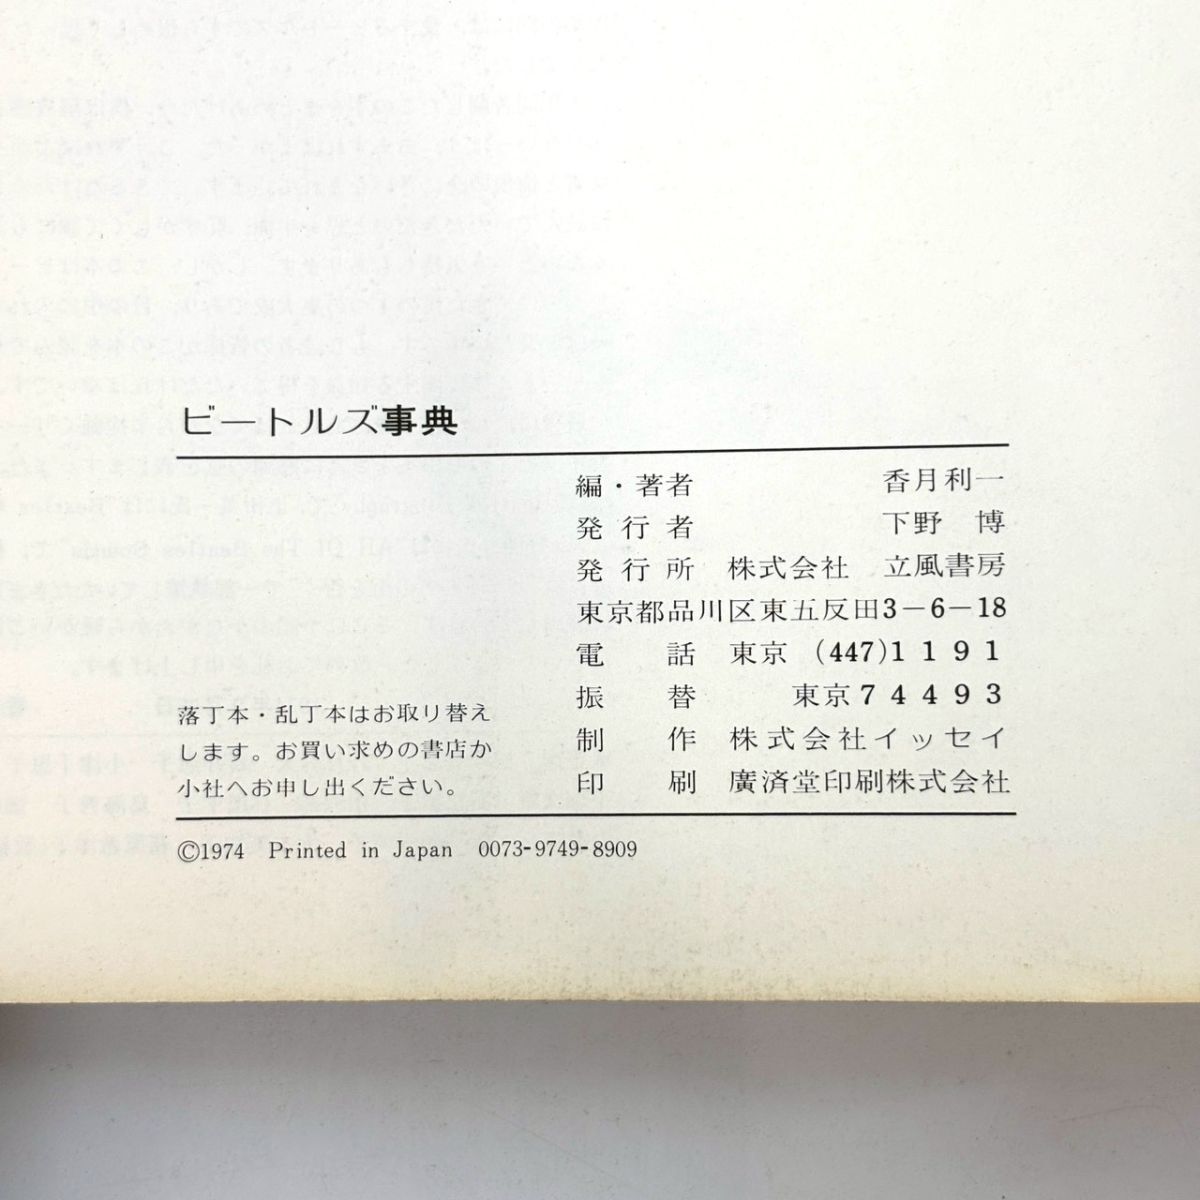 ビートルズ事典
編・著者 香月利一
発行者 下野 博
発行所 株式会社 立風書房
東京都品川区東五反田3-6-18
電話 東京 (447)1191
振替 東京74493
制作 株式会社イッセイ
印刷 廣済堂印刷株式会社
落丁本・乱丁本はお取り替え
します。お買い求めの書店か
小社へお申し出ください。
©1974 Printed in Japan 0073-9749-8909